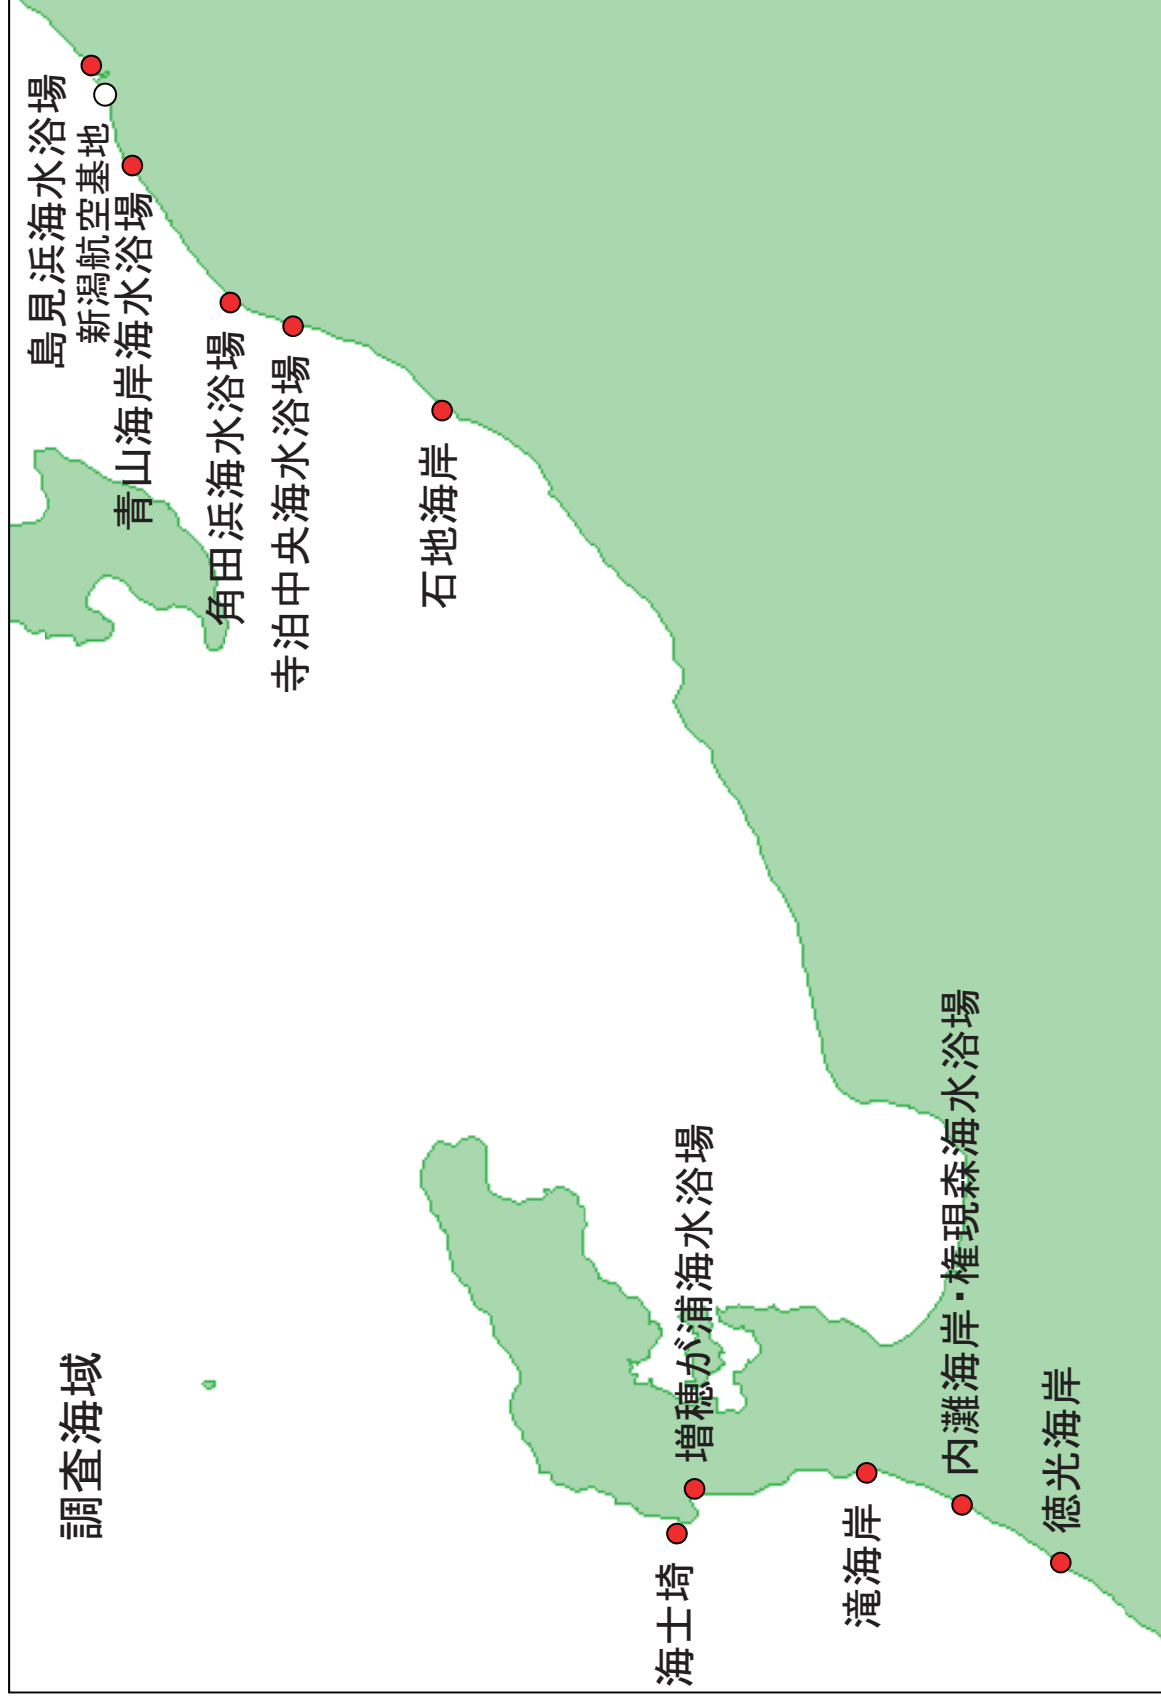 調査海域
島見浜海水浴場
新潟航空基地
青山海岸海水浴場
角田浜海水浴場
寺泊中央海水浴場
石地海岸
増穂が浦海水浴場
海士埼
滝海岸
内灘海岸・権現森海水浴場
徳光海岸